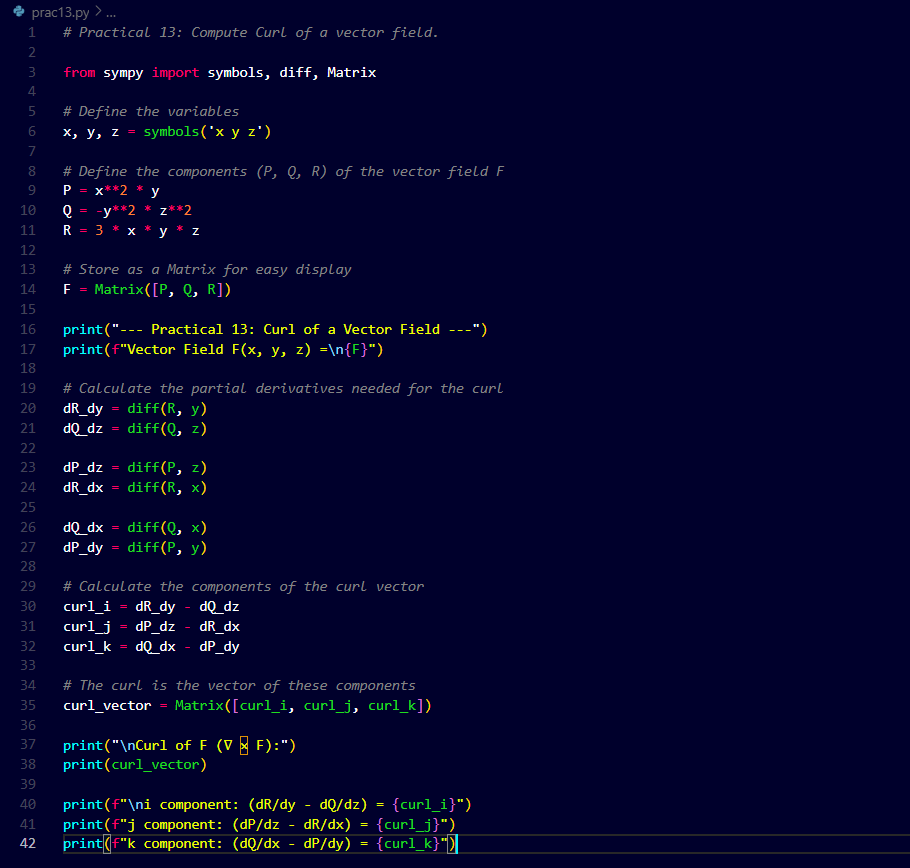 prac13.py > ...
1 # Practical 13: Compute Curl of a vector field.
2
3 from sympy import symbols, diff, Matrix
4
5 # Define the variables
6 x, y, z = symbols('x y z')
7
8 # Define the components (P, Q, R) of the vector field F
9 P = x**2 * y
10 Q = -y**2 * z**2
11 R = 3 * x * y * z
12
13 # Store as a Matrix for easy display
14 F = Matrix([P, Q, R])
15
16 print("--- Practical 13: Curl of a Vector Field ---")
17 print(f"Vector Field F(x, y, z) =\n{F}")
18
19 # Calculate the partial derivatives needed for the curl
20 dR_dy = diff(R, y)
21 dQ_dz = diff(Q, z)
22
23 dP_dz = diff(P, z)
24 dR_dx = diff(R, x)
25
26 dQ_dx = diff(Q, x)
27 dP_dy = diff(P, y)
28
29 # Calculate the components of the curl vector
30 curl_i = dR_dy - dQ_dz
31 curl_j = dP_dz - dR_dx
32 curl_k = dQ_dx - dP_dy
33
34 # The curl is the vector of these components
35 curl_vector = Matrix([curl_i, curl_j, curl_k])
36
37 print("\nCurl of F (∇ × F):")
38 print(curl_vector)
39
40 print(f"\ni component: (dR/dy - dQ/dz) = {curl_i}")
41 print(f"j component: (dP/dz - dR/dx) = {curl_j}")
42 print(f"k component: (dQ/dx - dP/dy) = {curl_k}")